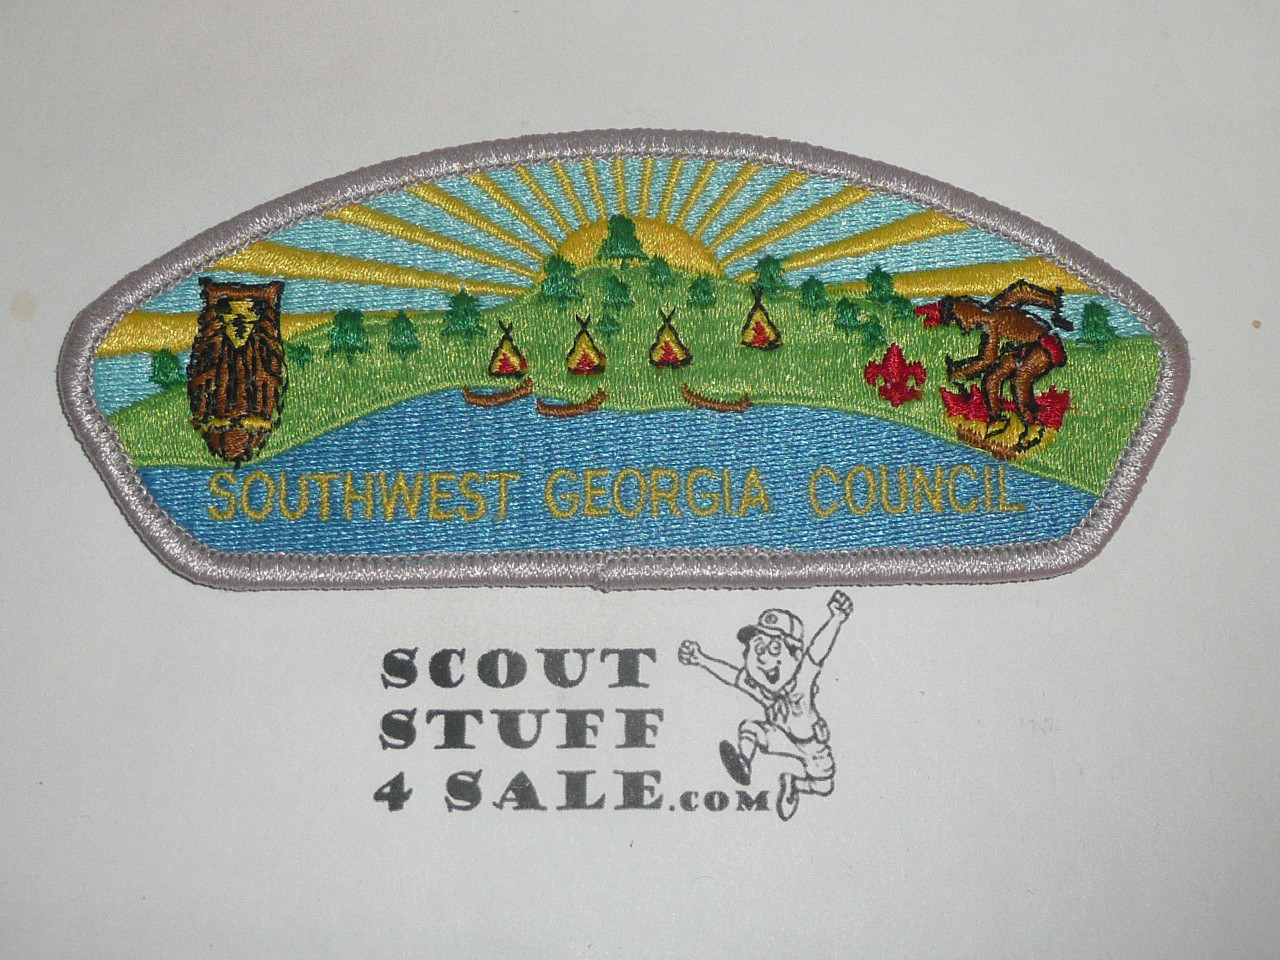 SOUTHWEST GEORGIA COUNCIL
SCOUT
STUFF
4 SALE.COM